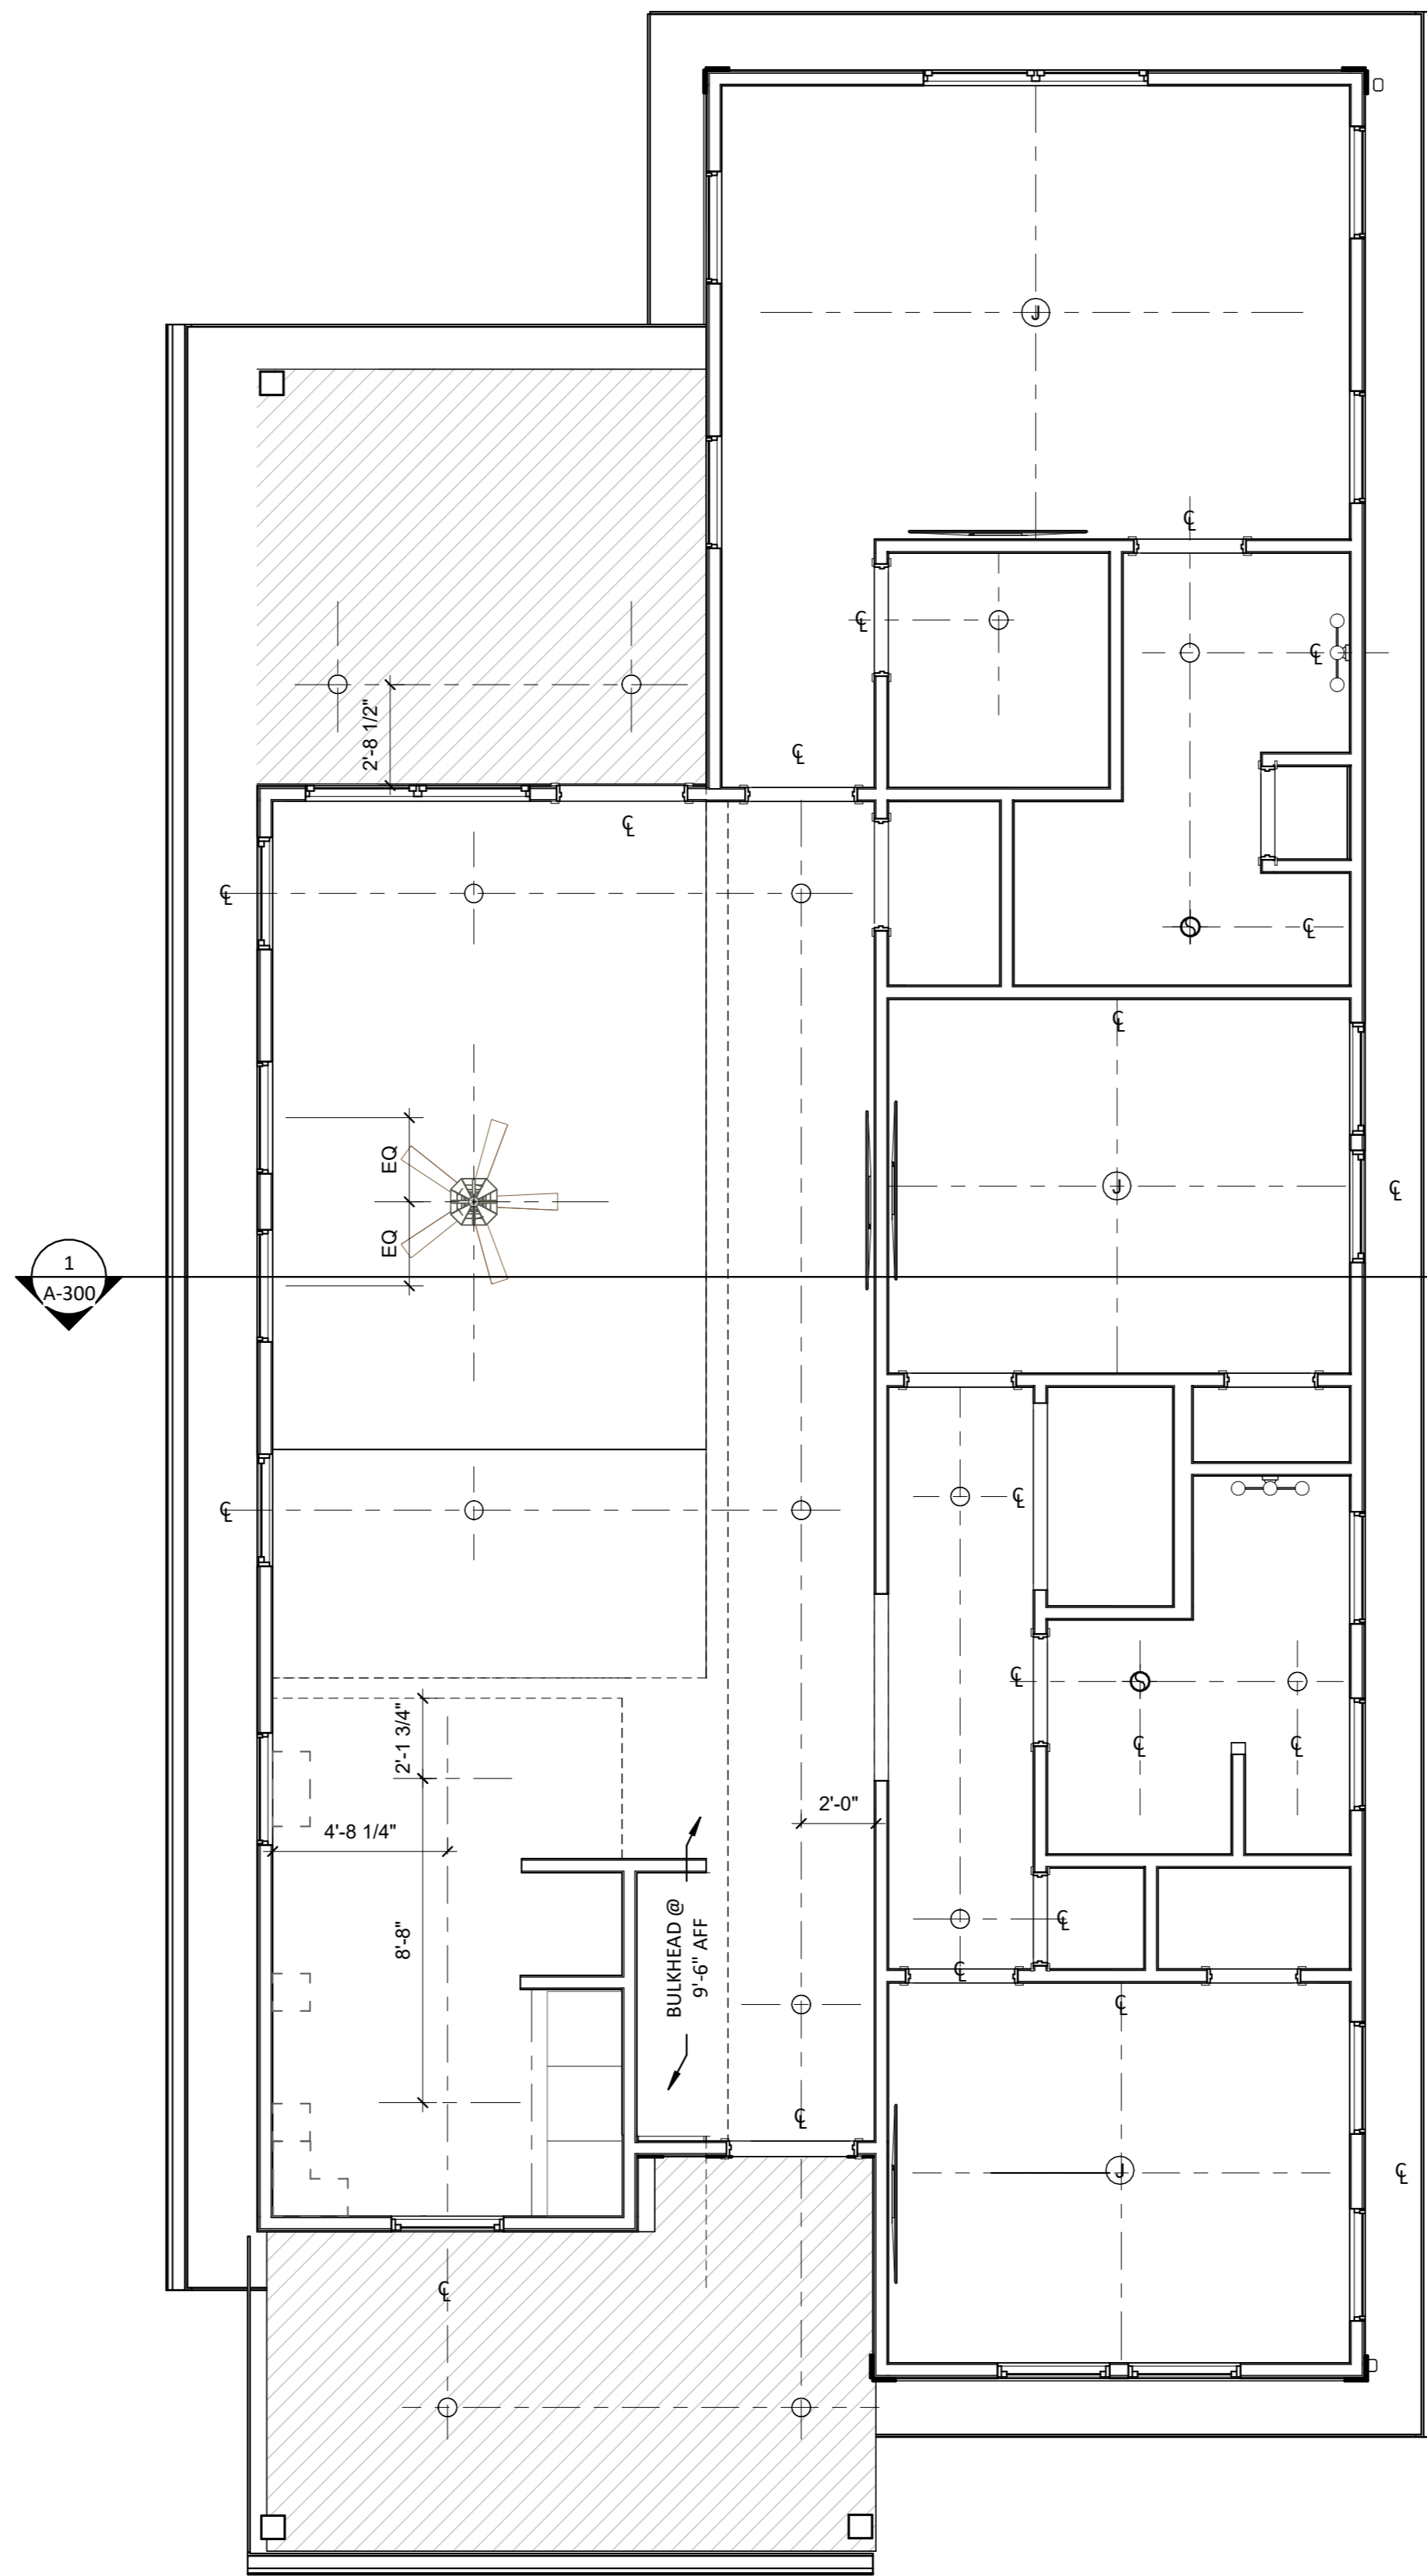 J
℄
℄
℄
2'-8 1/2"
℄
℄
℄
S
℄
℄
EQ
EQ
J
℄
1
A-300
℄
℄
℄
S
℄
℄
2'-1 3/4"
4'-8 1/4"
2'-0"
8'-8"
BULKHEAD @
9'-6" AFF
℄
℄
℄
℄
J
℄
℄